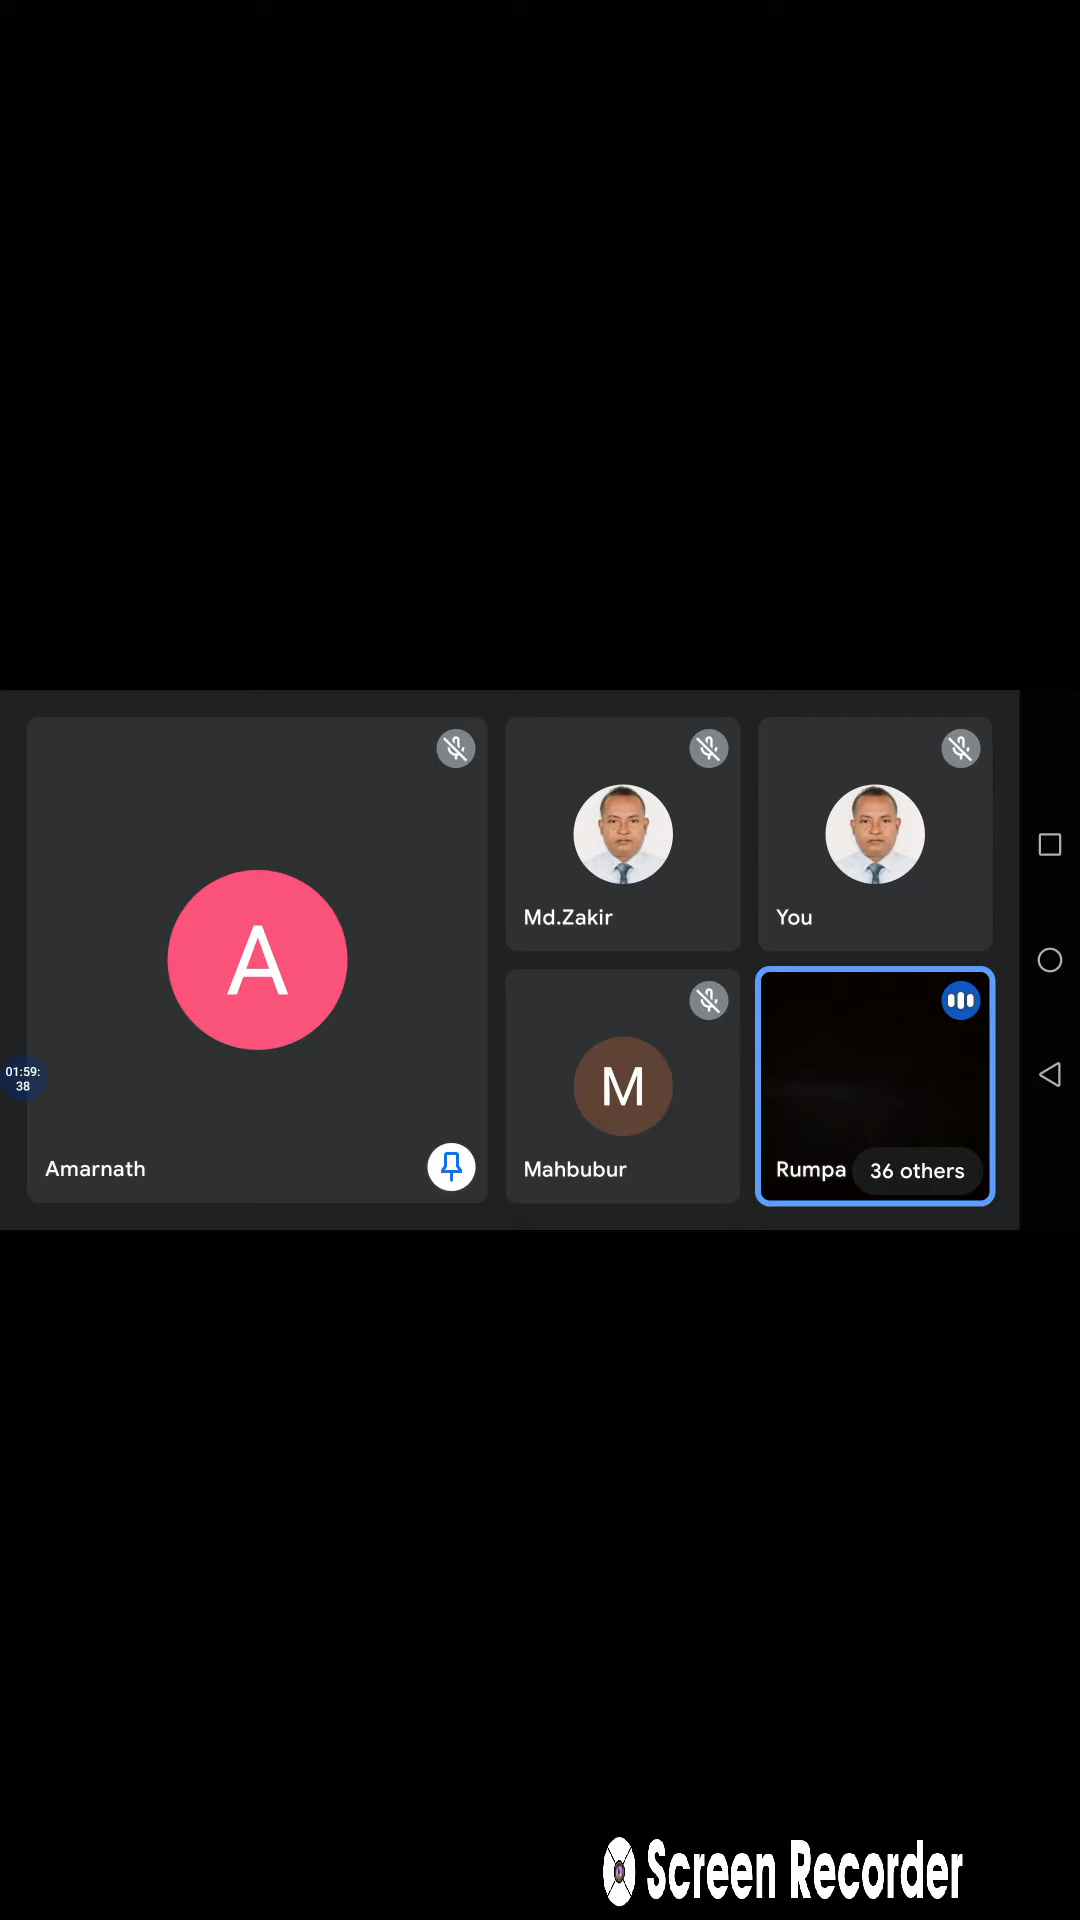 A
Amarnath
Md.Zakir
You
M
Mahbubur
Rumpa
36 others
01:59:
38
Screen Recorder